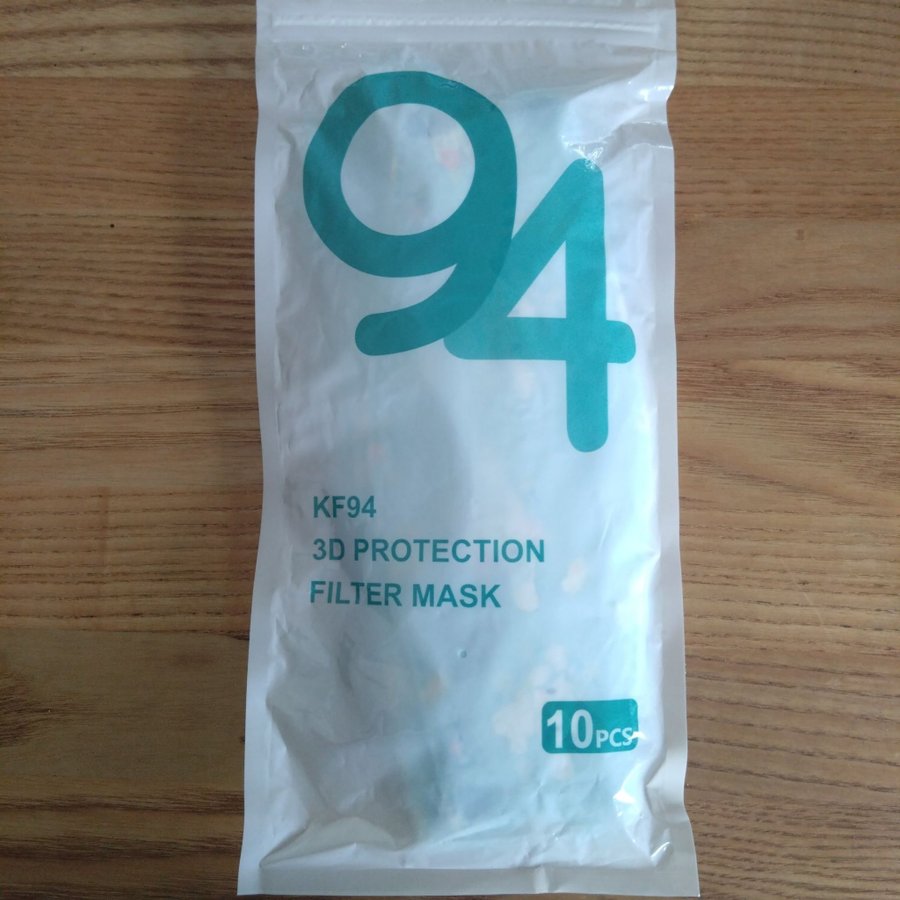 94
KF94
3D PROTECTION
FILTER MASK
10PCS